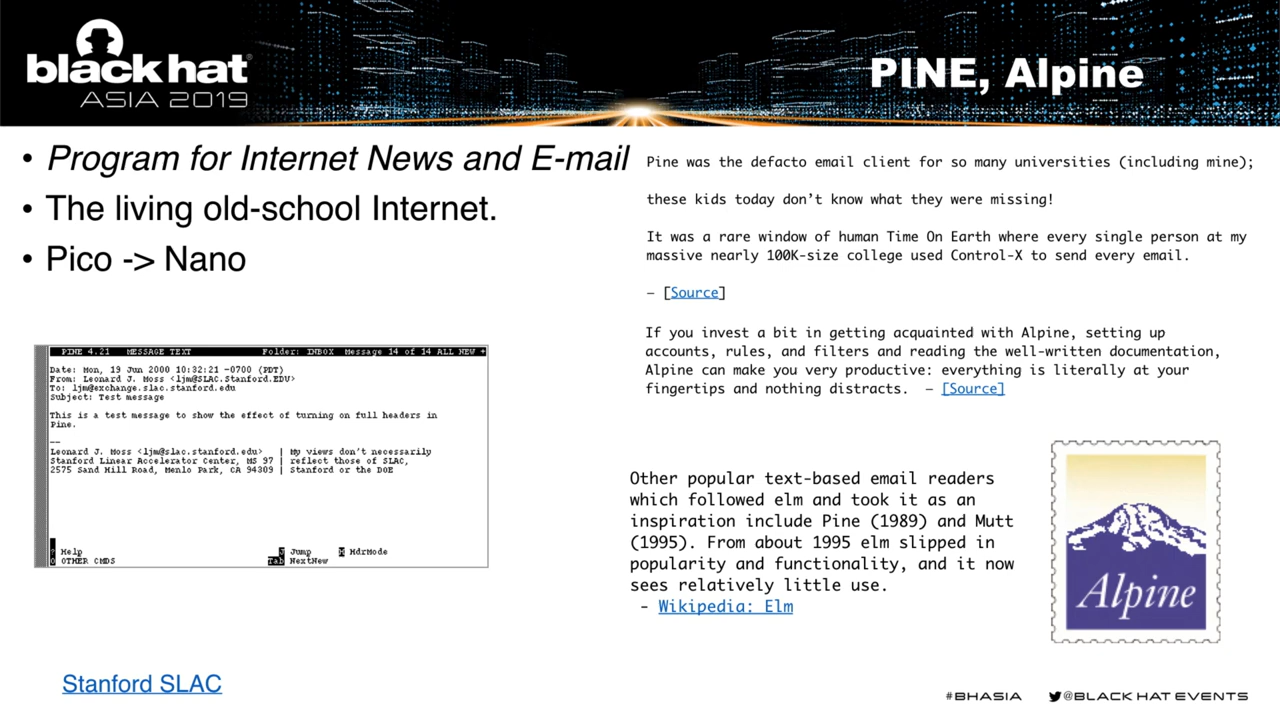 black hat
ASIA 2019
PINE, Alpine
• Program for Internet News and E-mail
• The living old-school Internet.
• Pico -> Nano
Pine was the defacto email client for so many universities (including mine);
these kids today don’t know what they were missing!
It was a rare window of human Time On Earth where every single person at my
massive nearly 100K-size college used Control-X to send every email.
— [Source]
If you invest a bit in getting acquainted with Alpine, setting up
accounts, rules, and filters and reading the well-written documentation,
Alpine can make you very productive: everything is literally at your
fingertips and nothing distracts. — [Source]
PINE 4.21 MESSAGE TEXT Folder: INBOX Message 14 of 14 ALL NEW +
Date: Mon, 19 Jun 2000 10:32:21 -0700 (PDT)
From: Leonard J. Moss <ljm@SLAC.Stanford.EDU>
To: ljm@exchange.slac.stanford.edu
Subject: Test message
This is a test message to show the effect of turning on full headers in
Pine.
--
Leonard J. Moss <ljm@slac.stanford.edu> | My views don't necessarily
Stanford Linear Accelerator Center, MS 97 | reflect those of SLAC,
2575 Sand Hill Road, Menlo Park, CA 94309 | Stanford or the DOE
? Help J Jump H HdrMode
O OTHER CMDS Tab NextNew
Other popular text-based email readers
which followed elm and took it as an
inspiration include Pine (1989) and Mutt
(1995). From about 1995 elm slipped in
popularity and functionality, and it now
sees relatively little use.
- Wikipedia: Elm
Alpine
Stanford SLAC
#BHASIA @BLACK HAT EVENTS